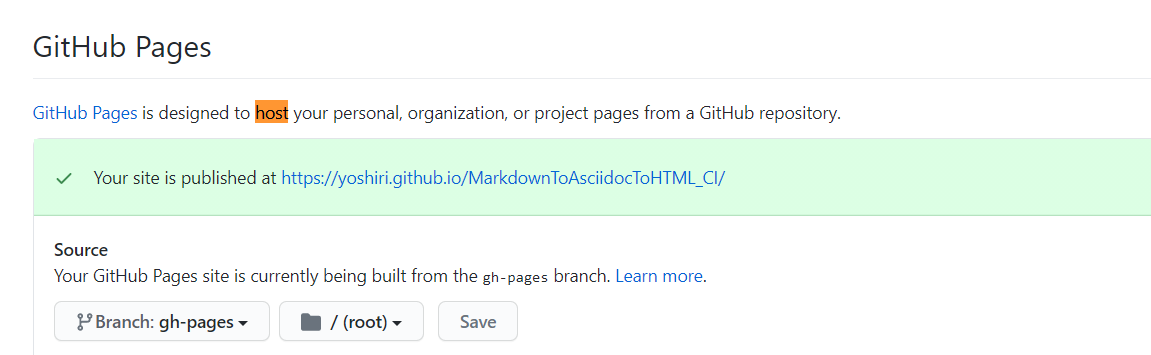 GitHub Pages
GitHub Pages is designed to host your personal, organization, or project pages from a GitHub repository.
Your site is published at https://yoshiri.github.io/MarkdownToAsciidocToHTML_CI/
Source
Your GitHub Pages site is currently being built from the gh-pages branch. Learn more.
Branch: gh-pages / (root) Save